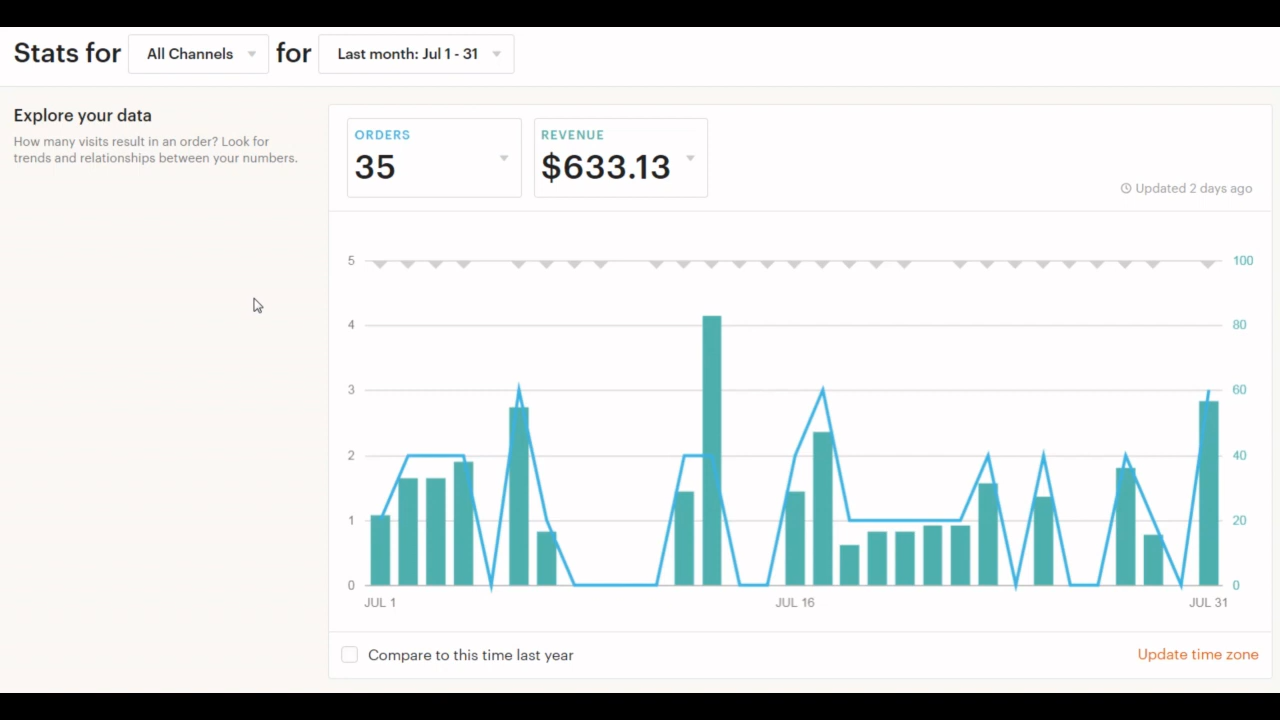 Stats for All Channels for Last month: Jul 1 - 31
Explore your data
How many visits result in an order? Look for
trends and relationships between your numbers.
ORDERS
35
REVENUE
$633.13
Updated 2 days ago
5 100
4 80
3 60
2 40
1 20
0 0
JUL 1 JUL 16 JUL 31
Compare to this time last year
Update time zone